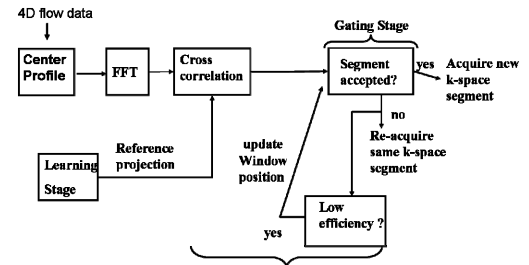 4D flow data
Gating Stage
Center
Profile
FFT
Cross
correlation
Segment
accepted?
yes
Acquire new
k-space
segment
no
Re-acquire
same k-space
segment
Reference
projection
update
Window
position
Learning
Stage
Low
efficiency ?
yes